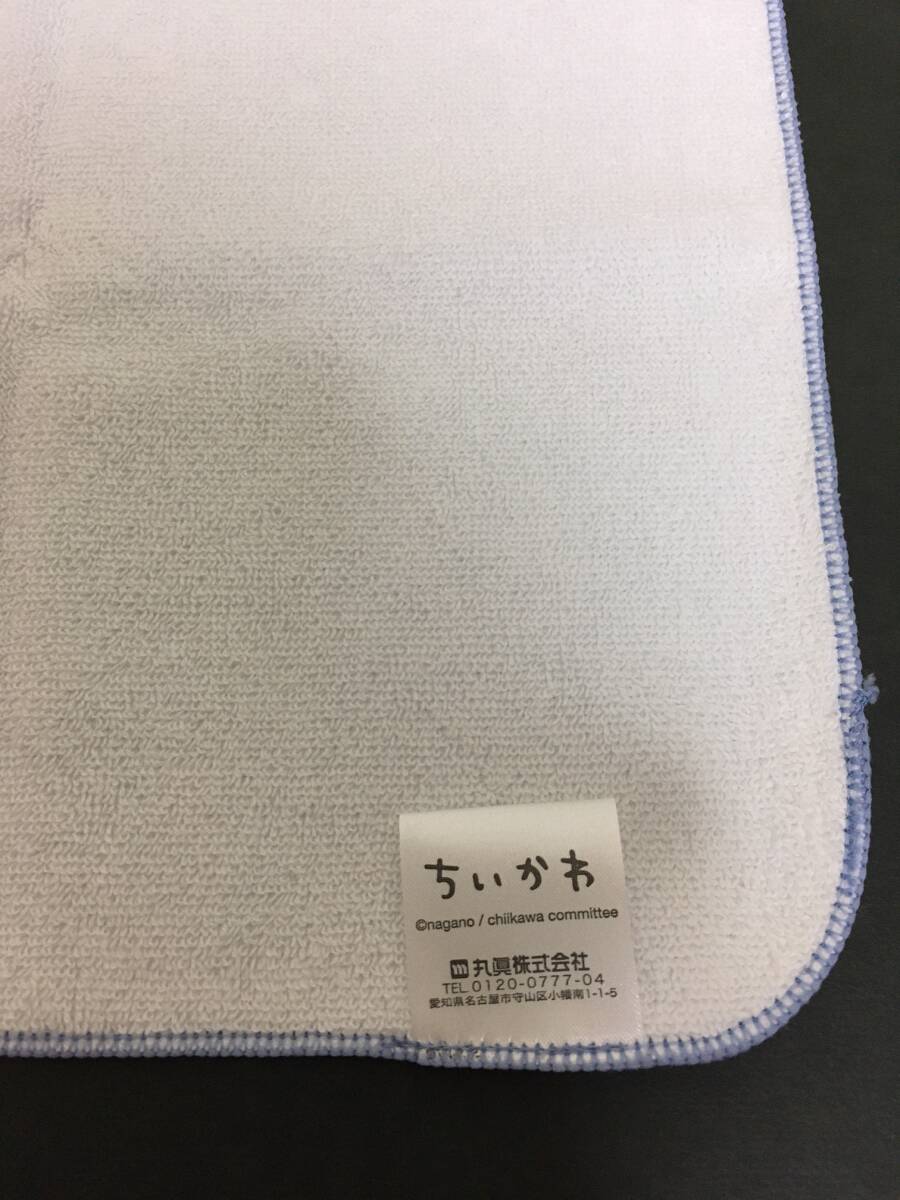 ちいかわ
©nagano / chiikawa committee
m 丸眞株式会社
TEL 0120-0777-04
愛知県名古屋市守山区小幡南1-1-5